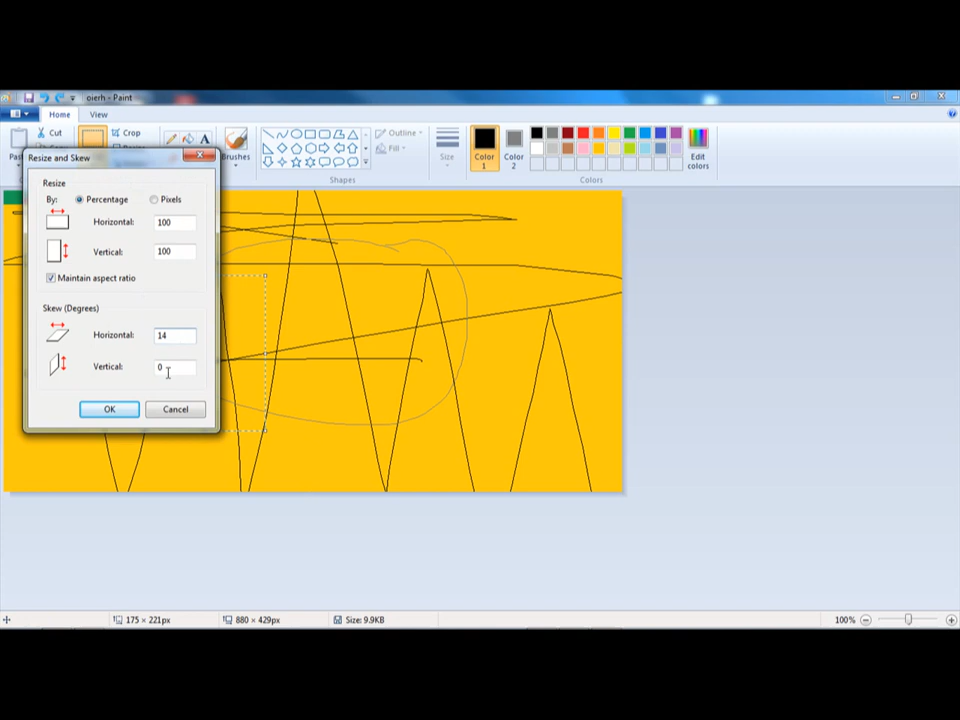 oierh - Paint
Home View
Cut
Crop
Brushes
Shapes
Outline
Fill
Size
Color 1
Color 2
Edit colors
Colors
Resize and Skew
Resize
By: Percentage Pixels
Horizontal: 100
Vertical: 100
Maintain aspect ratio
Skew (Degrees)
Horizontal: 14
Vertical: 0
OK Cancel
175 × 221px 880 × 429px Size: 9.9KB 100%